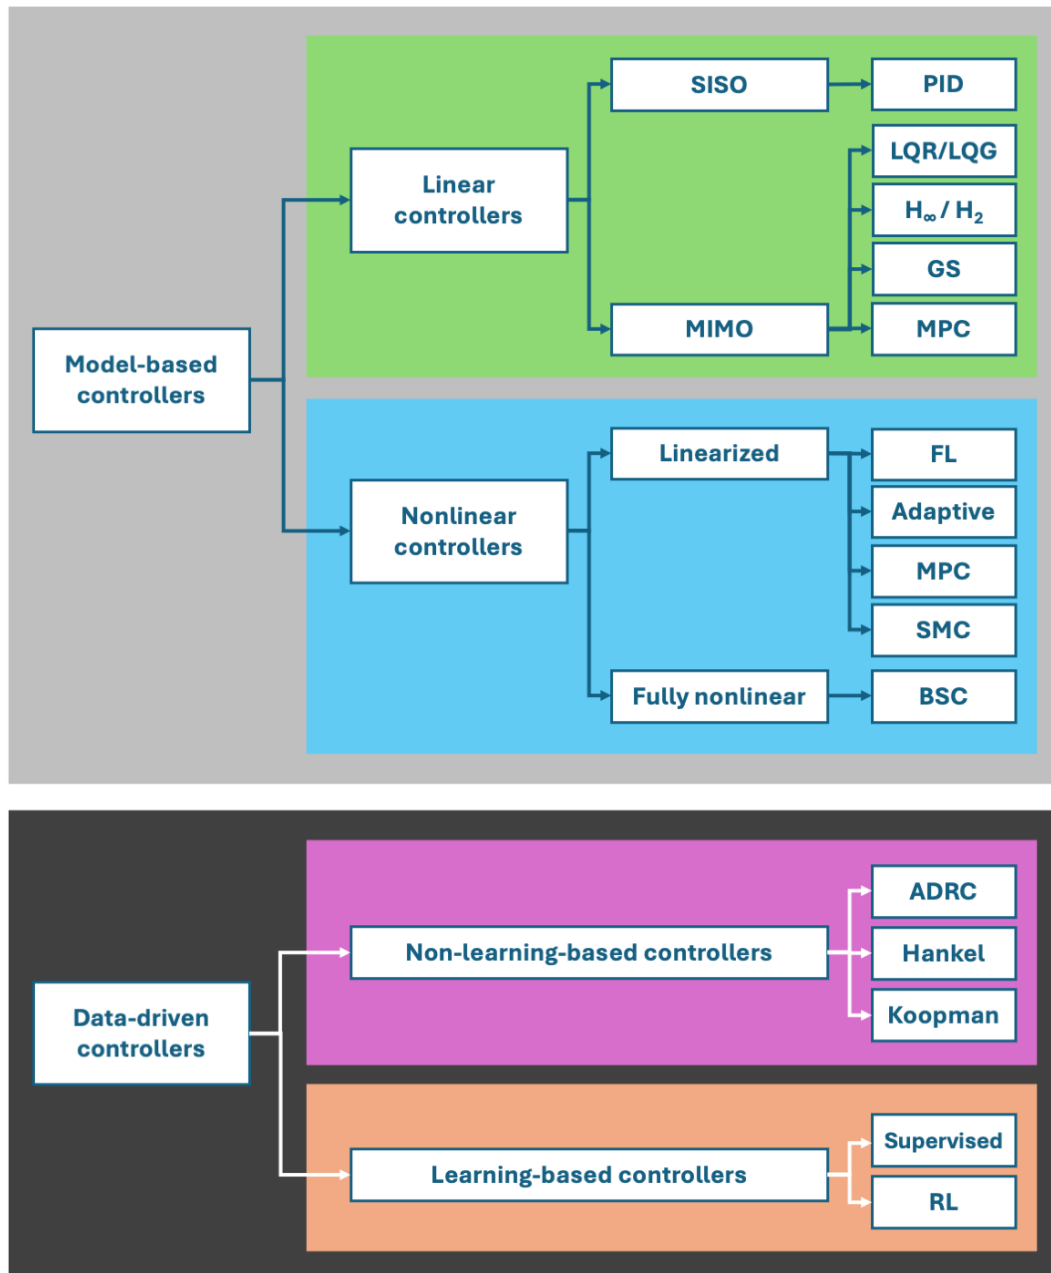 Model-based
controllers
Linear
controllers
SISO
PID
MIMO
LQR/LQG
H∞ / H₂
GS
MPC
Nonlinear
controllers
Linearized
FL
Adaptive
MPC
SMC
Fully nonlinear
BSC
Data-driven
controllers
Non-learning-based controllers
ADRC
Hankel
Koopman
Learning-based controllers
Supervised
RL